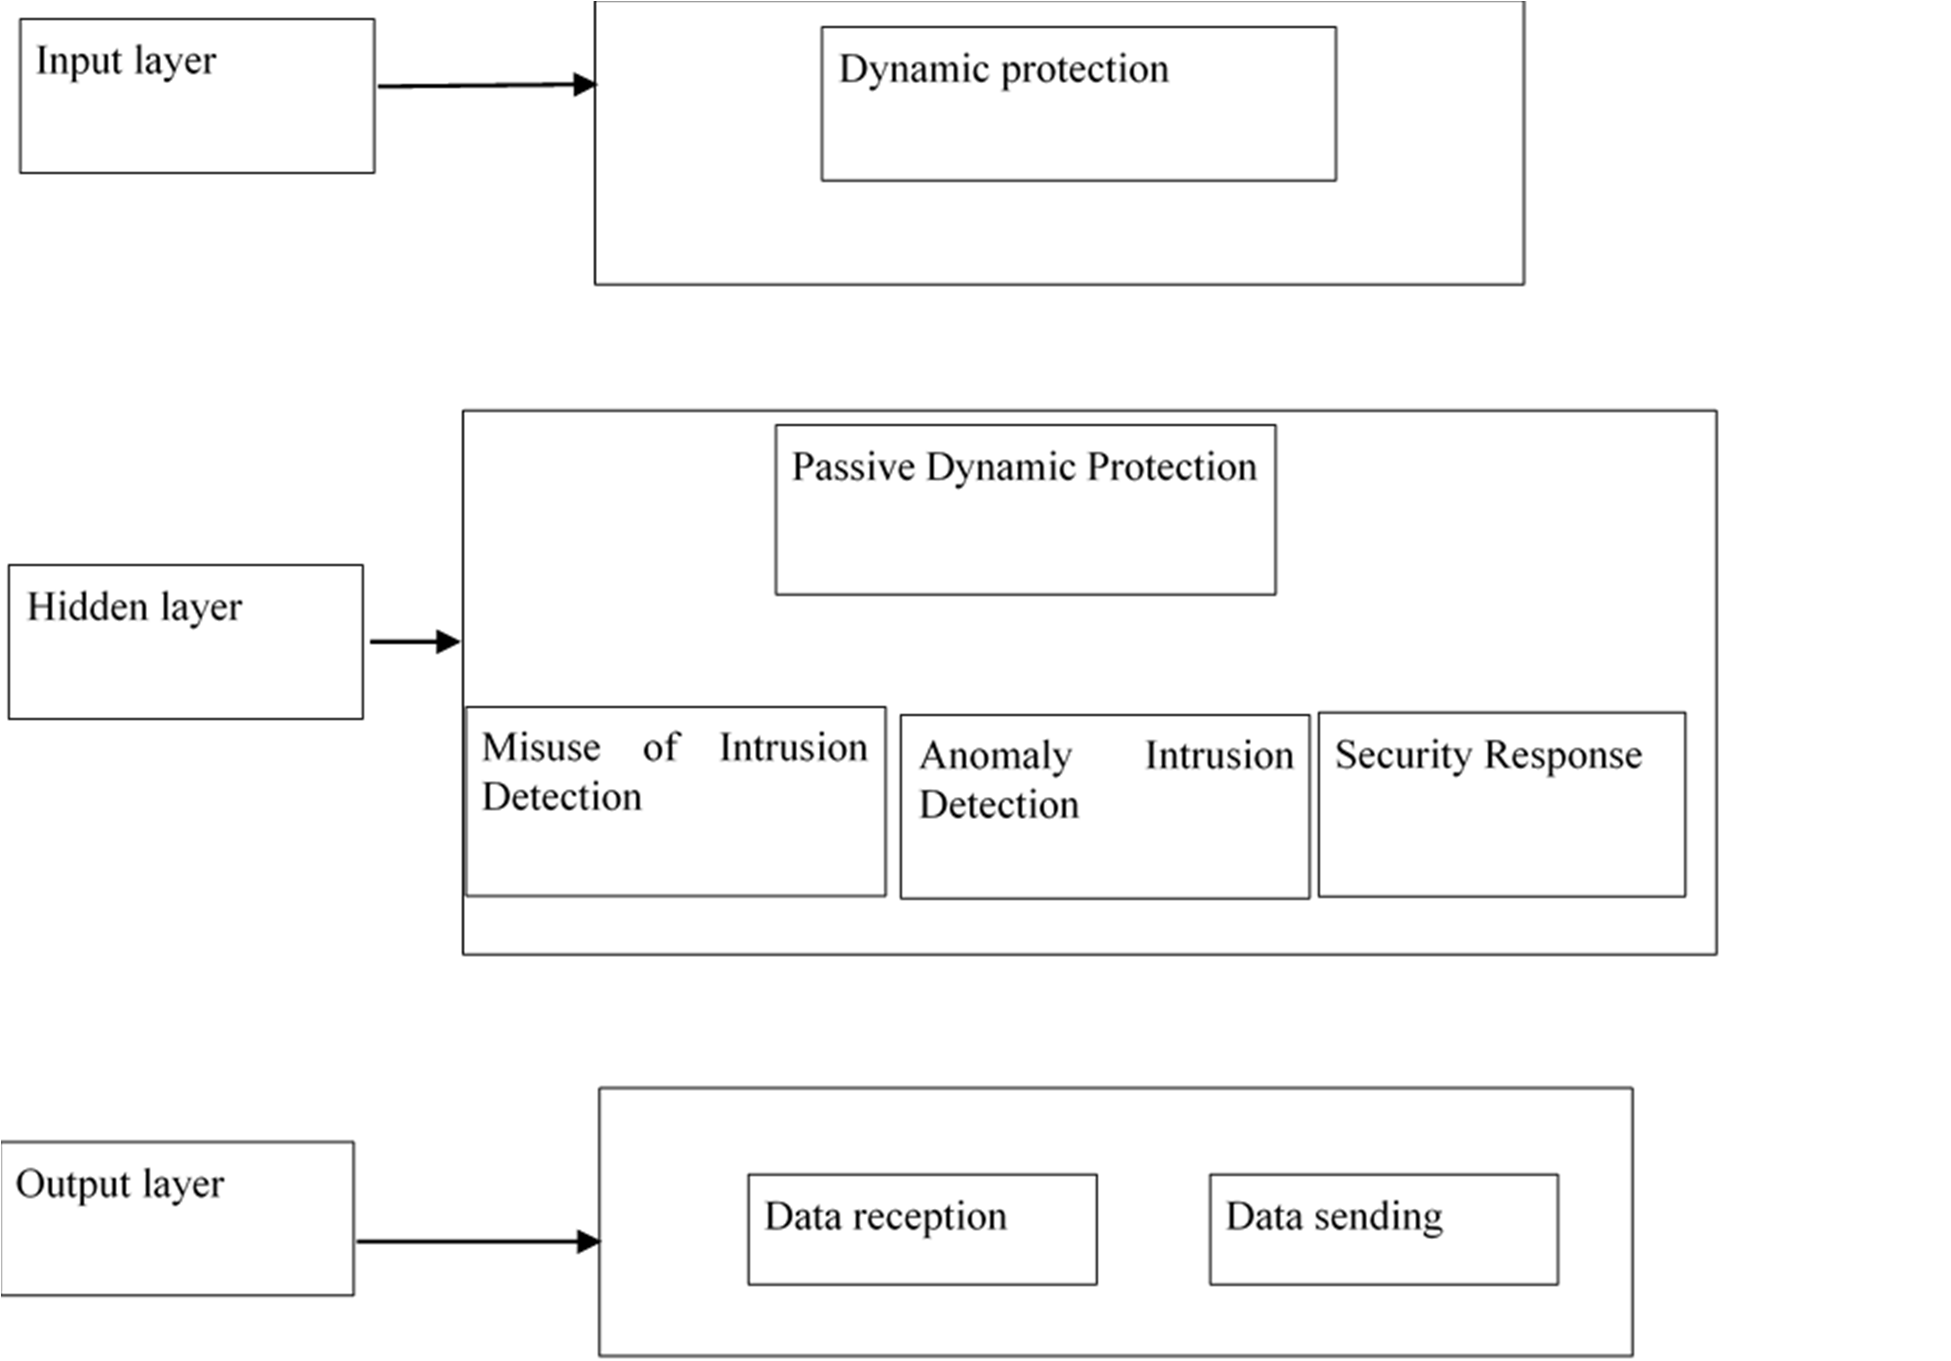 Input layer
Dynamic protection
Passive Dynamic Protection
Hidden layer
Misuse of Intrusion
Detection
Anomaly Intrusion
Detection
Security Response
Output layer
Data reception
Data sending